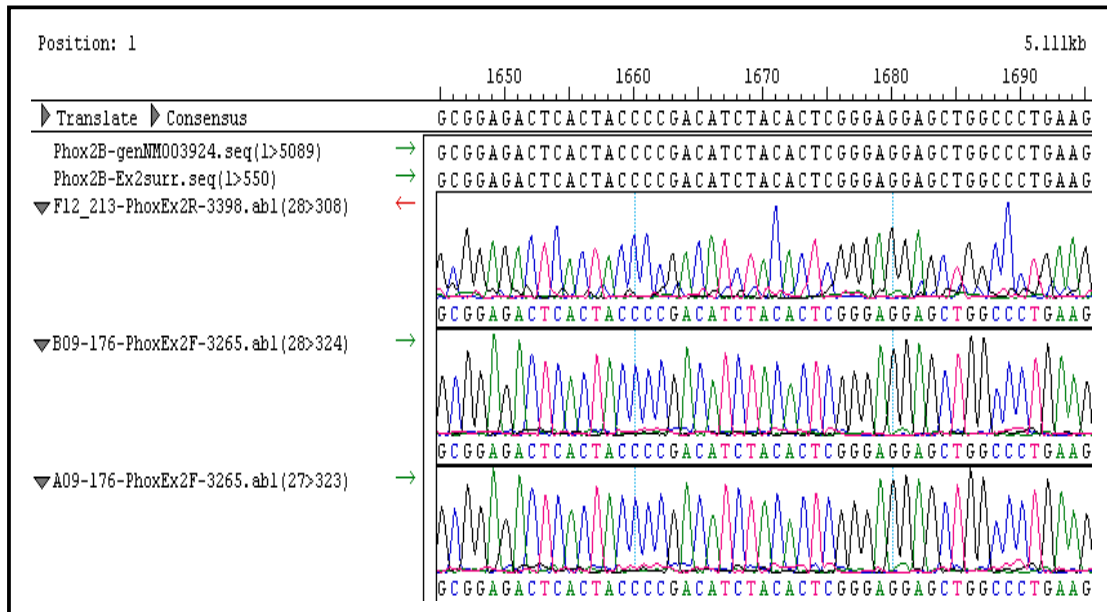 Position: 1 5.111kb
1650 1660 1670 1680 1690
Translate Consensus GCGGAGACTCACTACCCCGACATCTACACTCGGGAGGAGCTGGCCCTGAAG
Phox2B-genNM003924.seq(1>5089) → GCGGAGACTCACTACCCCGACATCTACACTCGGGAGGAGCTGGCCCTGAAG
Phox2B-Ex2surr.seq(1>550) → GCGGAGACTCACTACCCCGACATCTACACTCGGGAGGAGCTGGCCCTGAAG
F12_213-PhoxEx2R-3398.ab1(28>308) ←
GCGGAGACTCACTACCCCGACATCTACACTCGGGAGGAGCTGGCCCTGAAG
B09-176-PhoxEx2F-3265.ab1(28>324) →
GCGGAGACTCACTACCCCGACATCTACACTCGGGAGGAGCTGGCCCTGAAG
A09-176-PhoxEx2F-3265.ab1(27>323) →
GCGGAGACTCACTACCCCGACATCTACACTCGGGAGGAGCTGGCCCTGAAG